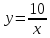 y = 10/x